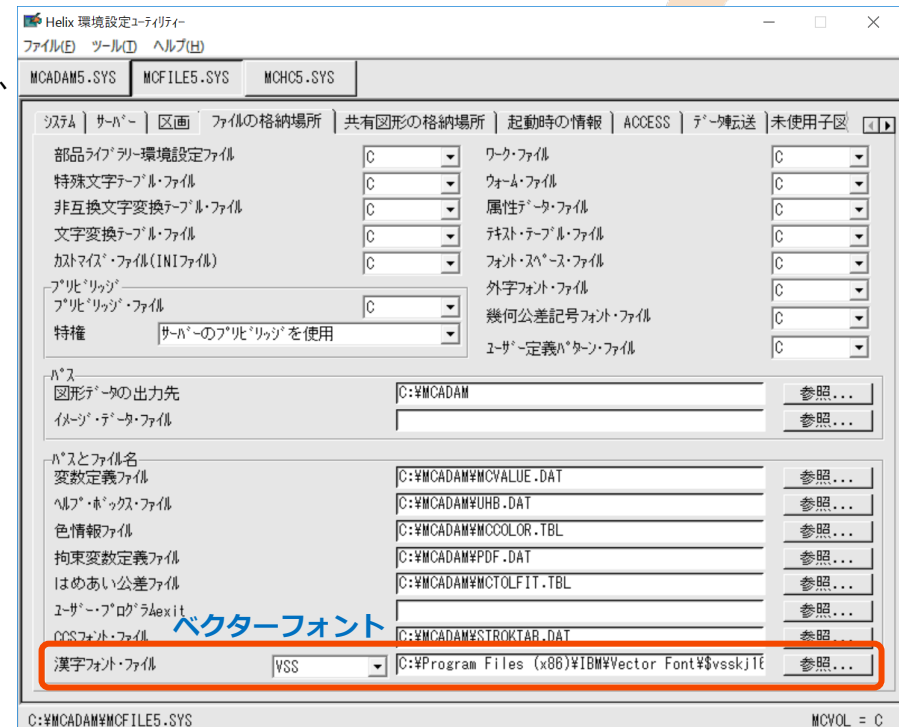 Helix 環境設定ユーティリティー
ファイル(F) ツール(T) ヘルプ(H)
MCADAM5.SYS MCFILE5.SYS MCHC5.SYS
システム サーバー 区画 ファイルの格納場所 共有図形の格納場所 起動時の情報 ACCESS データ転送 未使用子図
部品ライブラリー環境設定ファイル C ワーク・ファイル C
特殊文字テーブル・ファイル C ウォーム・ファイル C
非互換文字変換テーブル・ファイル C 属性データ・ファイル C
文字変換テーブル・ファイル C テキスト・テーブル・ファイル C
カストマイズ・ファイル(INIファイル) C フォント・スペース・ファイル C
プリビリッジ 外字フォント・ファイル C
プリビリッジ・ファイル C 幾何公差記号フォント・ファイル C
特権 サーバーのプリビリッジを使用 ユーザー定義パターン・ファイル C
パス
図形データの出力先 C:¥MCADAM 参照...
イメージ・データ・ファイル 参照...
パスとファイル名
変数定義ファイル C:¥MCADAM¥MCVALUE.DAT 参照...
ヘルプ・ボックス・ファイル C:¥MCADAM¥UHB.DAT 参照...
色情報ファイル C:¥MCADAM¥MCCOLOR.TBL 参照...
拘束変数定義ファイル C:¥MCADAM¥PDF.DAT 参照...
はめあい公差ファイル C:¥MCADAM¥MCTOLFIT.TBL 参照...
ユーザー・プログラムexit 参照...
ベクターフォント
CCSフォント・ファイル C:¥MCADAM¥STROKTAB.DAT 参照...
漢字フォント・ファイル VSS C:¥Program Files (x86)¥IBM¥Vector Font¥$vsskj16 参照...
C:¥MCADAM¥MCFILE5.SYS MCVOL = C